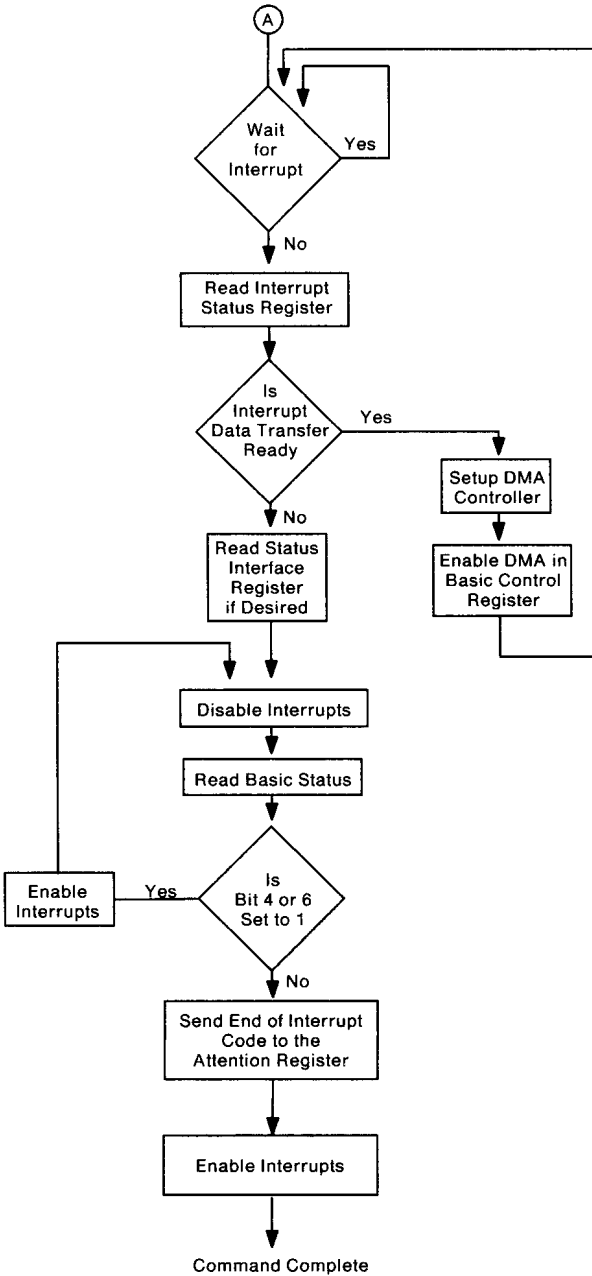 A
Wait
for
Interrupt
Yes
No
Read Interrupt
Status Register
Is
Interrupt
Data Transfer
Ready
Yes
No
Setup DMA
Controller
Enable DMA in
Basic Control
Register
Read Status
Interface
Register
if Desired
Disable Interrupts
Read Basic Status
Is
Bit 4 or 6
Set to 1
Yes
Enable
Interrupts
No
Send End of Interrupt
Code to the
Attention Register
Enable Interrupts
Command Complete